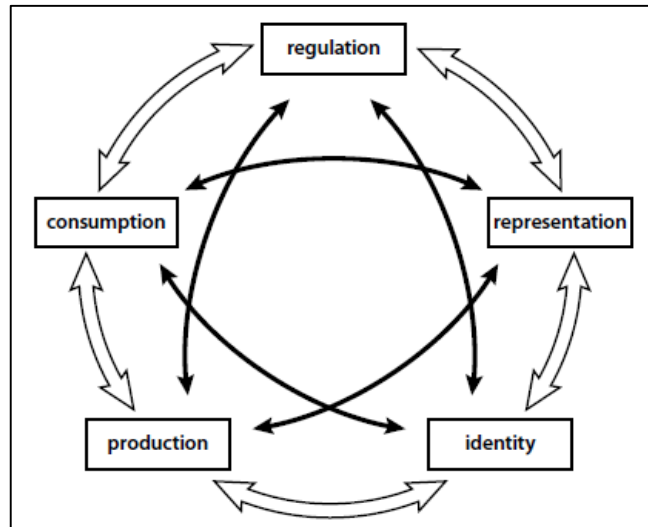 regulation
consumption
representation
production
identity